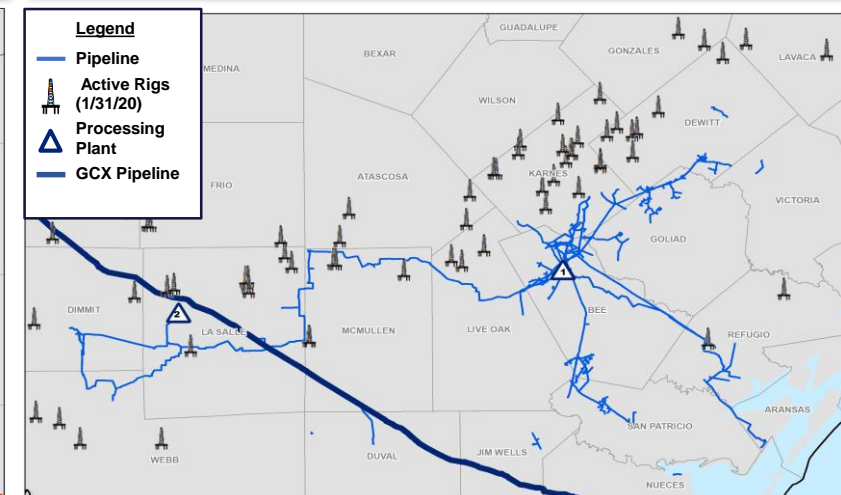 Legend
Pipeline
Active Rigs
(1/31/20)
Processing
Plant
GCX Pipeline
GUADALUPE
BEXAR
GONZALES
LAVACA
MEDINA
WILSON
DEWITT
FRIO
ATASCOSA
KARNES
VICTORIA
GOLIAD
1
DIMMIT
2
LA SALLE
MCMULLEN
LIVE OAK
BEE
REFUGIO
ARANSAS
SAN PATRICIO
WEBB
DUVAL
JIM WELLS
NUECES